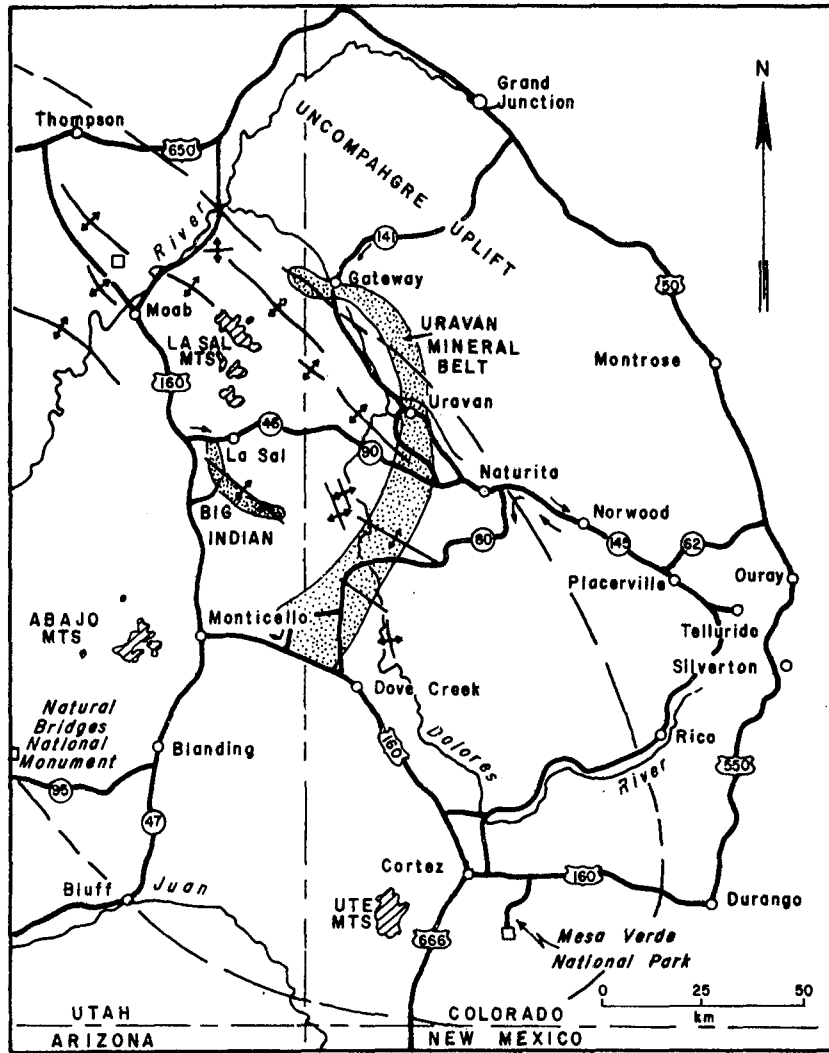 N
Grand
Junction
Thompson
650
UNCOMPAHGRE
UPLIFT
River
141
Gateway
50
Moab
LA SAL
MTS
URAVAN
MINERAL
BELT
Montrose
160
Uravan
46
La Sal
90
Naturita
BIG
INDIAN
80
Norwood
145
62
Placerville
Ouray
ABAJO
MTS
Monticello
Telluride
Silverton
Dove Creek
Natural
Bridges
National
Monument
Blanding
160
Dolores
River
Rico
550
95
47
Cortez
160
Bluff
Juan
UTE
MTS
666
Durango
Mesa Verde
National Park
0 25 50
km
UTAH
COLORADO
ARIZONA
NEW MEXICO